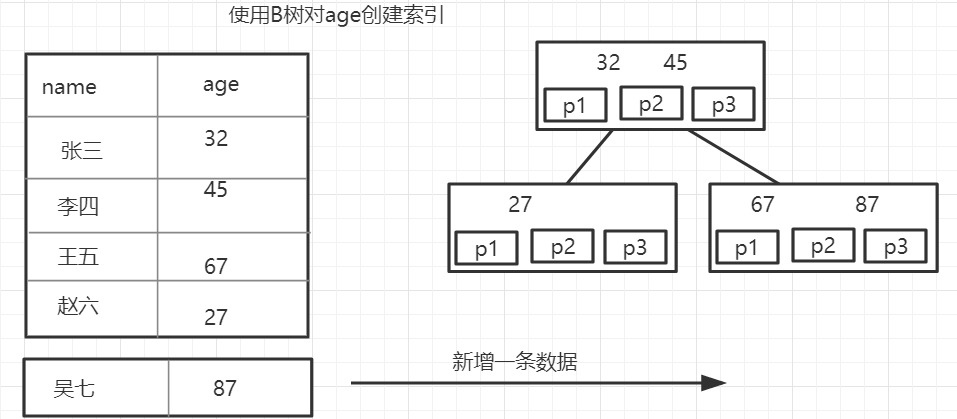 使用B树对age创建索引
name age
张三 32
李四 45
王五 67
赵六 27
吴七 87
新增一条数据
32 45
p1 p2 p3
27
p1 p2 p3
67 87
p1 p2 p3